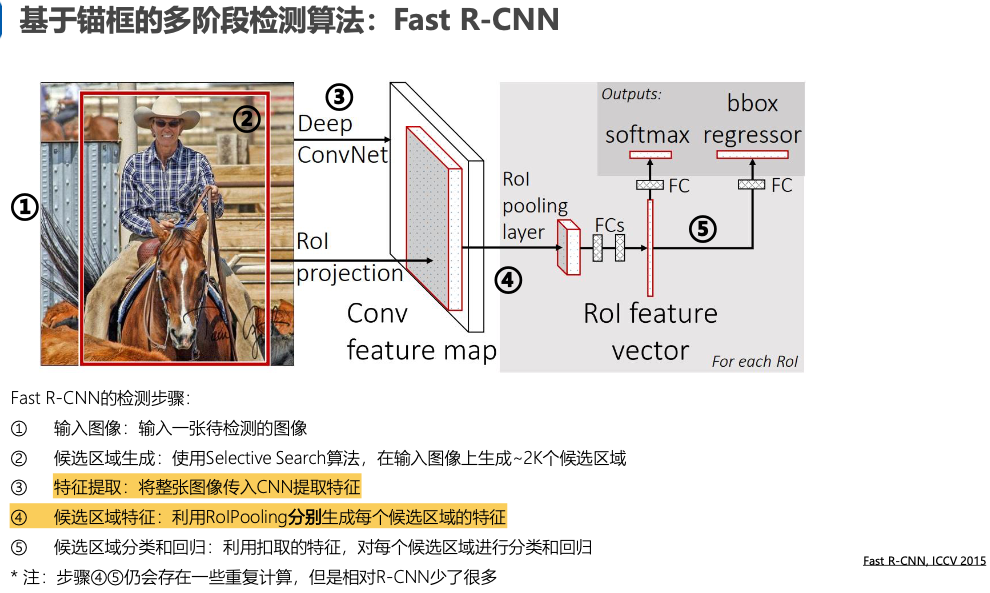 基于锚框的多阶段检测算法：Fast R-CNN
①
②
③
Deep
ConvNet
RoI
projection
Conv
feature map
④
RoI
pooling
layer
FCs
Outputs:
softmax
bbox
regressor
FC
FC
⑤
RoI feature
vector
For each RoI
Fast R-CNN的检测步骤：
① 输入图像：输入一张待检测的图像
② 候选区域生成：使用Selective Search算法，在输入图像上生成~2K个候选区域
③ 特征提取：将整张图像传入CNN提取特征
④ 候选区域特征：利用RoIPooling分别生成每个候选区域的特征
⑤ 候选区域分类和回归：利用扣取的特征，对每个候选区域进行分类和回归
* 注：步骤④⑤仍会存在一些重复计算，但是相对R-CNN少了很多
Fast R-CNN, ICCV 2015